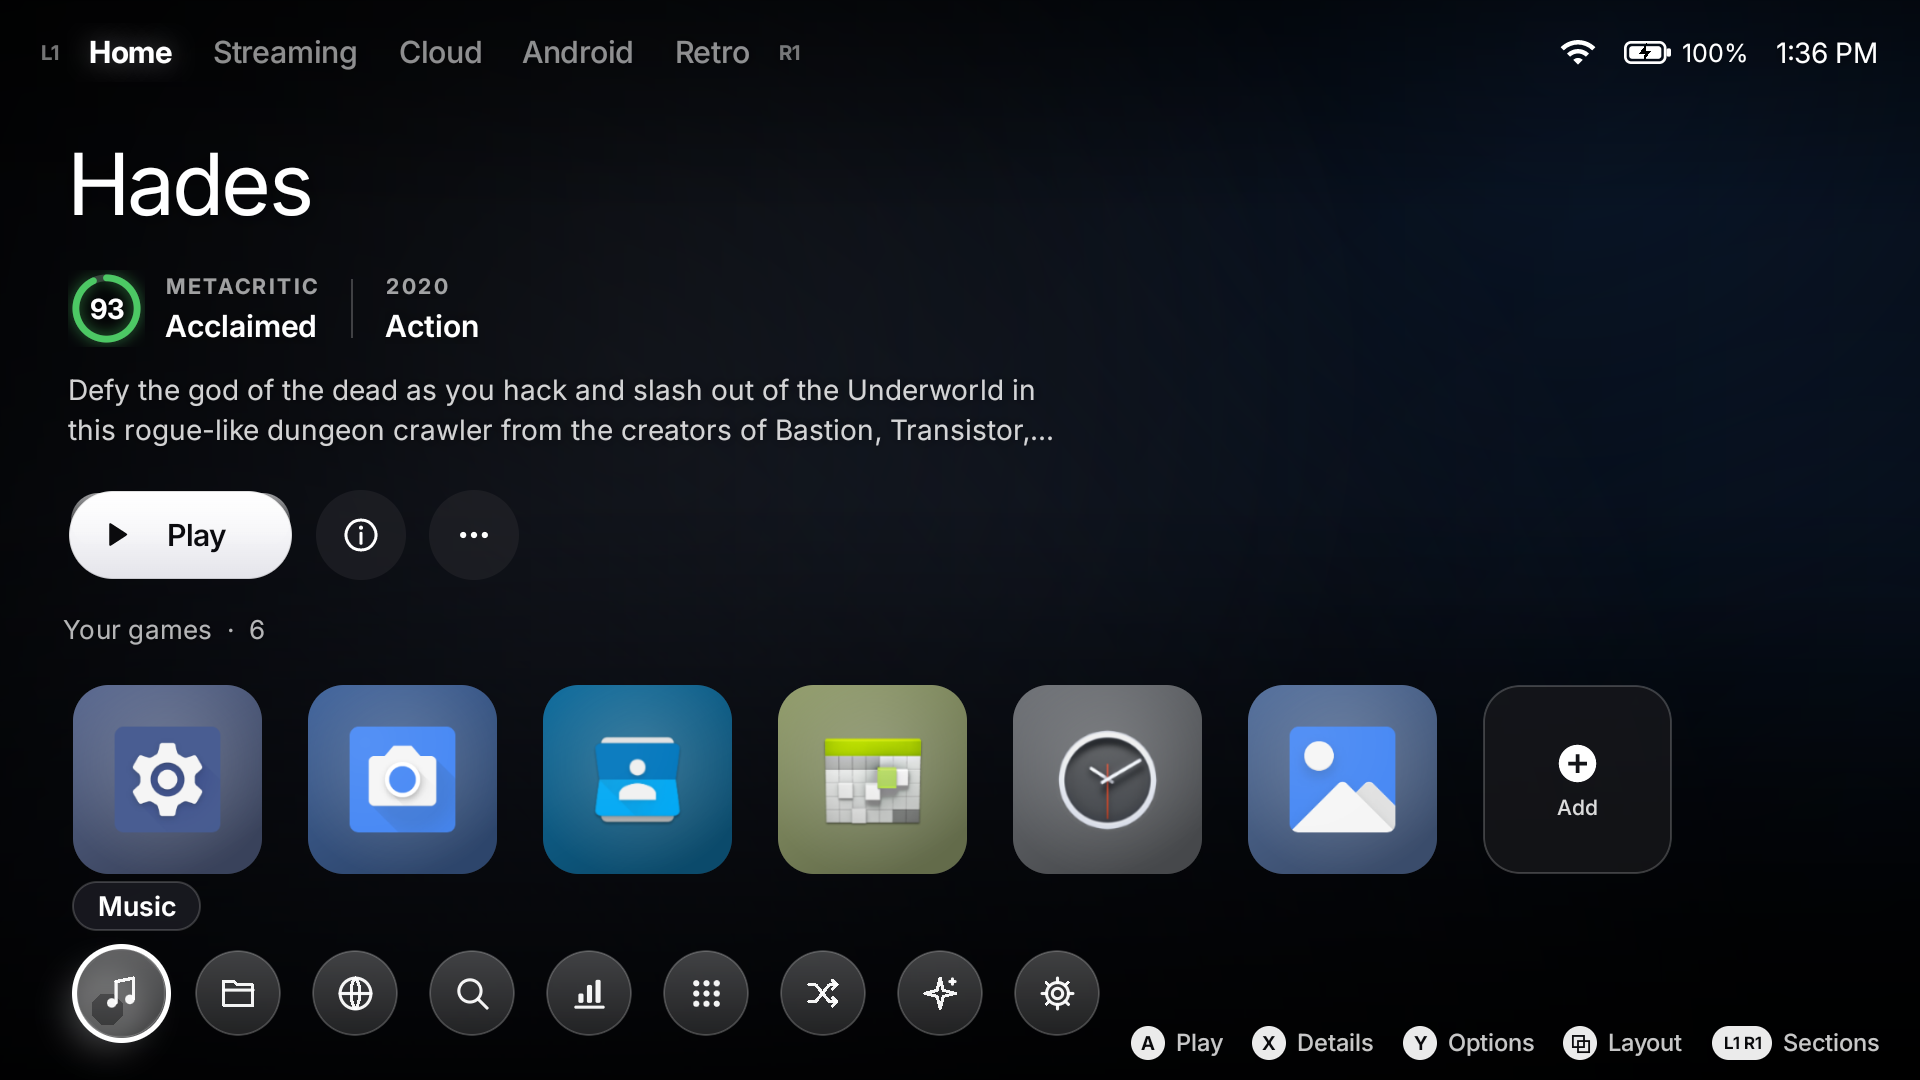 L1 Home Streaming Cloud Android Retro R1
100% 1:36 PM
Hades
93
METACRITIC
Acclaimed
2020
Action
Defy the god of the dead as you hack and slash out of the Underworld in
this rogue-like dungeon crawler from the creators of Bastion, Transistor,...
Play
Your games · 6
Add
Music
A Play X Details Y Options Layout L1 R1 Sections